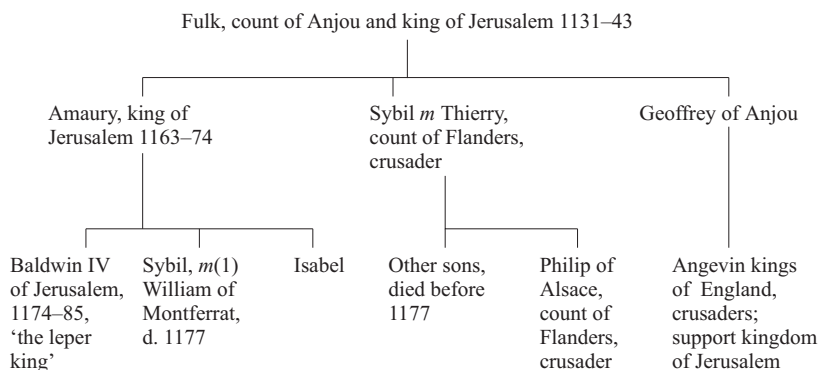 Fulk, count of Anjou and king of Jerusalem 1131–43
Amaury, king of
Jerusalem 1163–74
Sybil m Thierry,
count of Flanders,
crusader
Geoffrey of Anjou
Baldwin IV
of Jerusalem,
1174–85,
‘the leper
king’
Sybil, m(1)
William of
Montferrat,
d. 1177
Isabel
Other sons,
died before
1177
Philip of
Alsace,
count of
Flanders,
crusader
Angevin kings
of England,
crusaders;
support kingdom
of Jerusalem